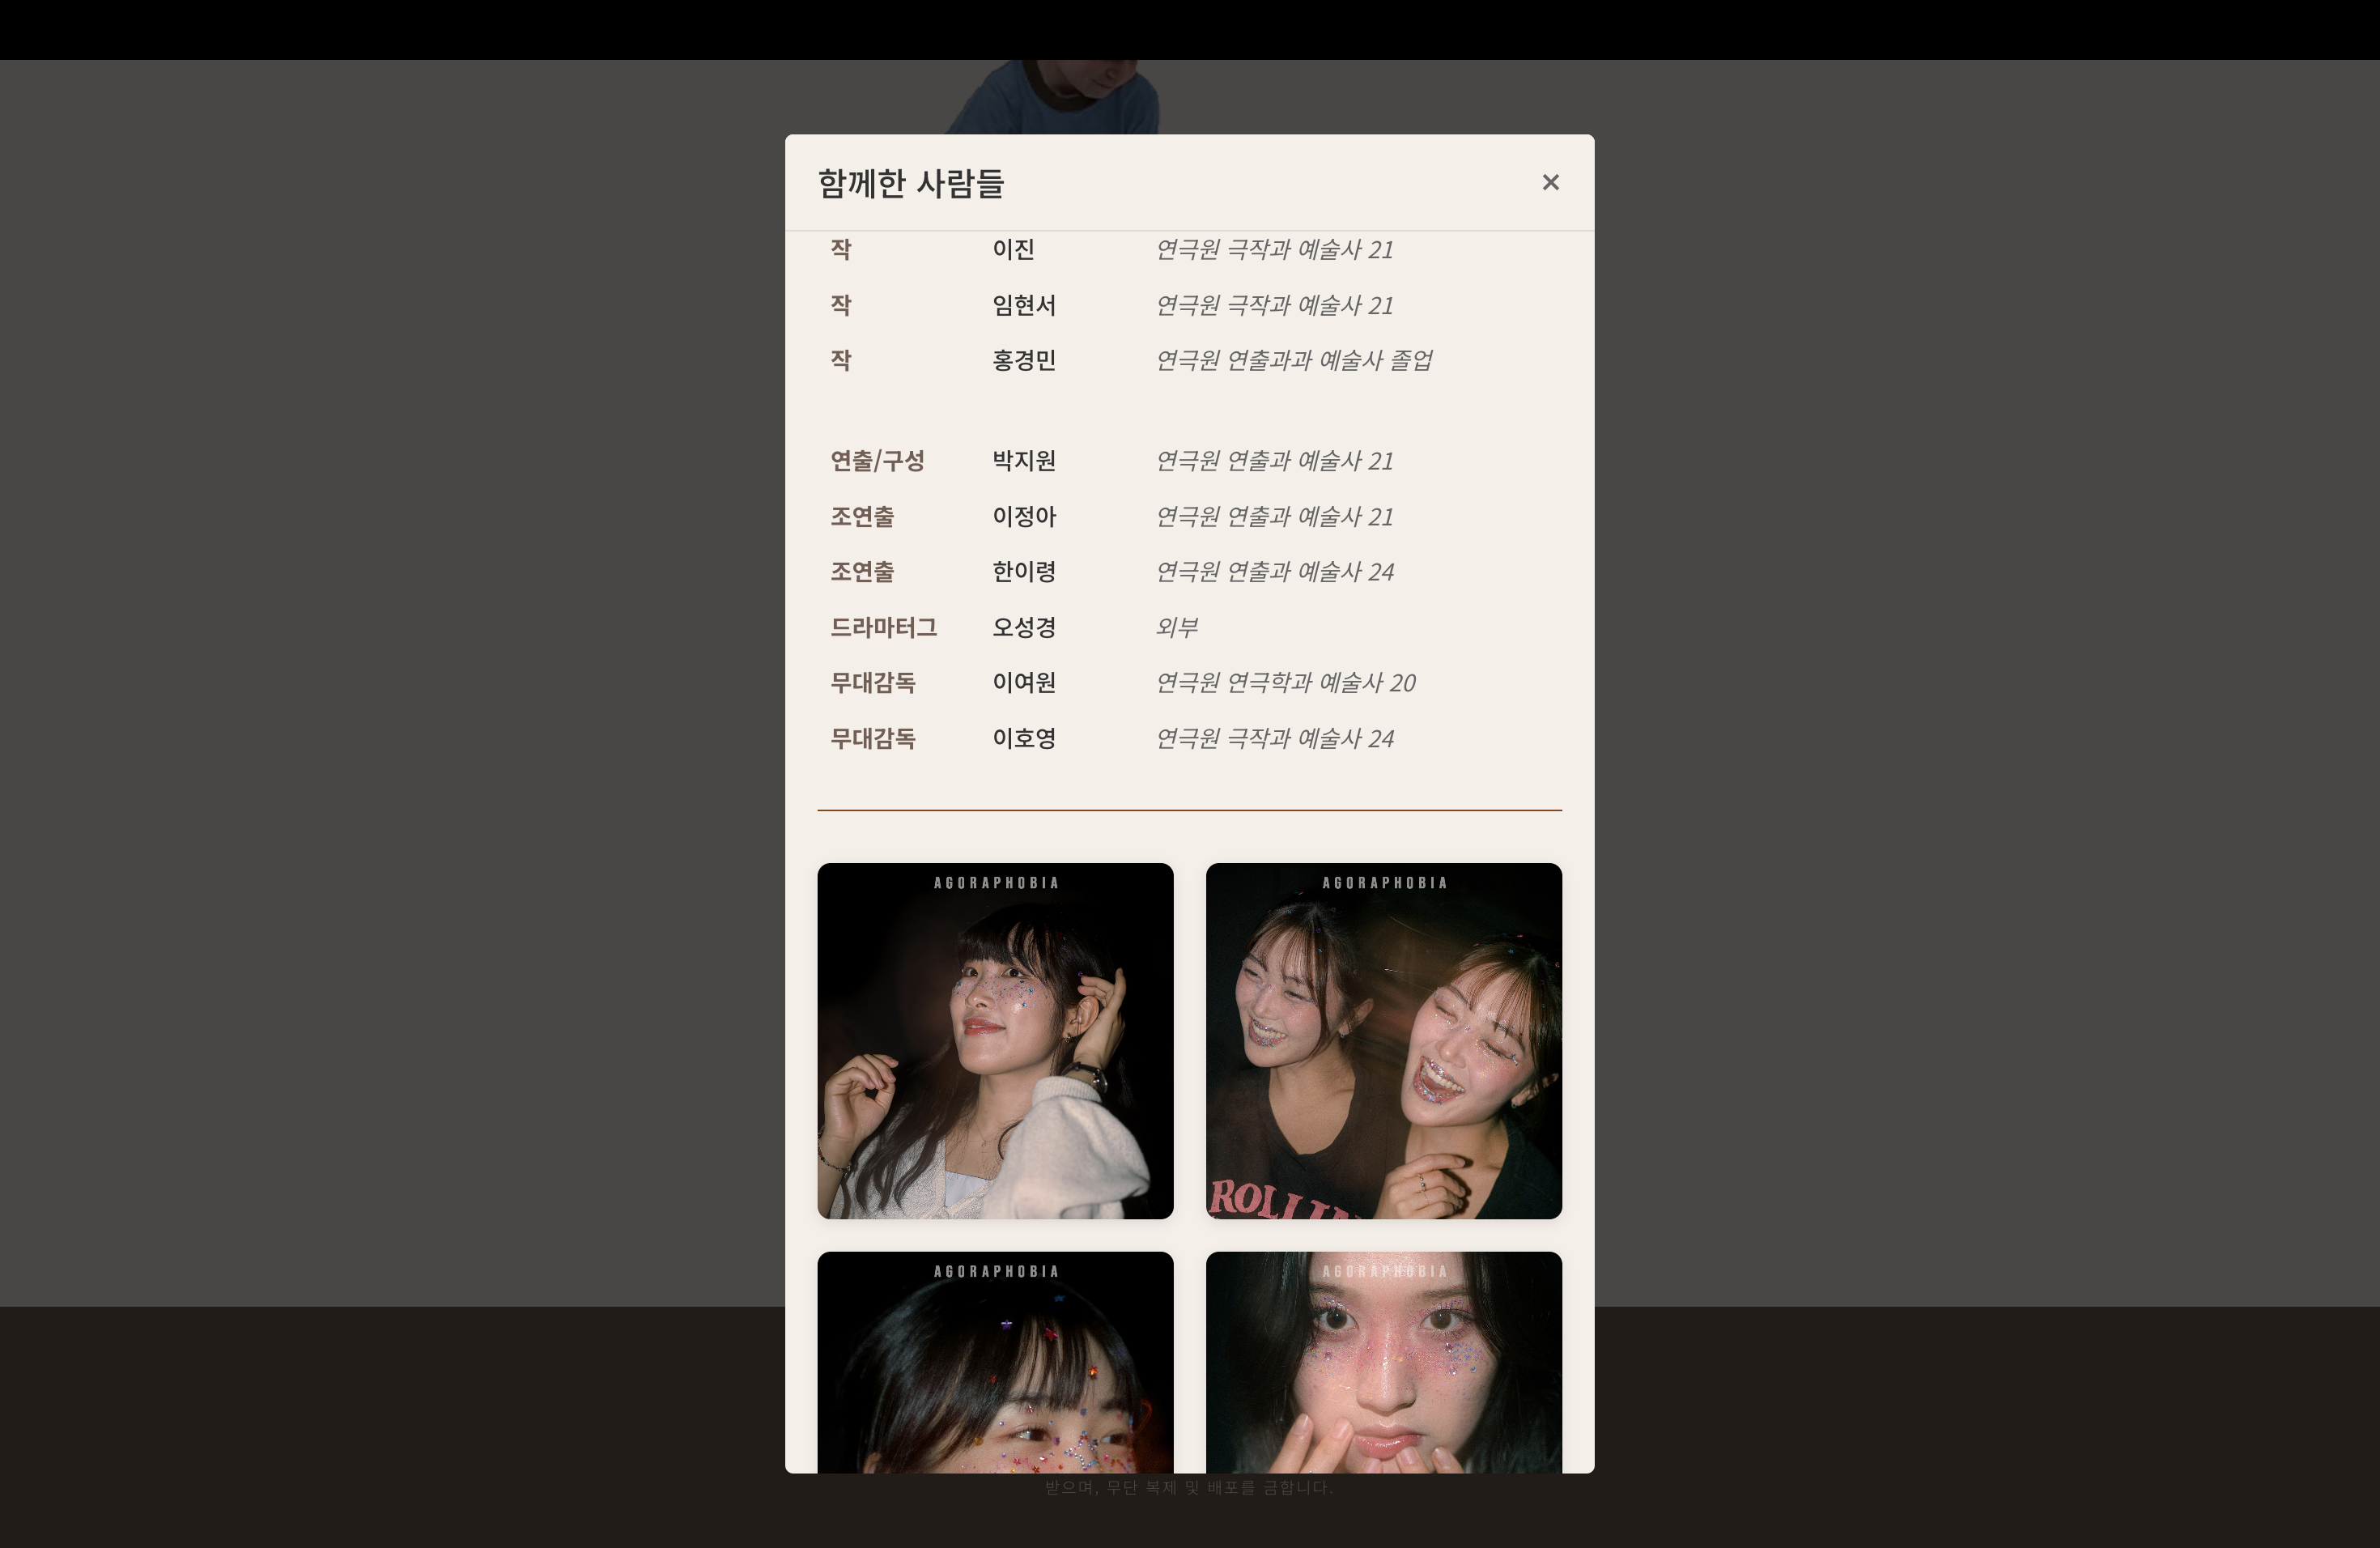 함께한 사람들 ×
작 이진 연극원 극작과 예술사 21
작 임현서 연극원 극작과 예술사 21
작 홍경민 연극원 연출과과 예술사 졸업
연출/구성 박지원 연극원 연출과 예술사 21
조연출 이정아 연극원 연출과 예술사 21
조연출 한이령 연극원 연출과 예술사 24
드라마터그 오성경 외부
무대감독 이여원 연극원 연극학과 예술사 20
무대감독 이호영 연극원 극작과 예술사 24
AGORAPHOBIA AGORAPHOBIA
AGORAPHOBIA AGORAPHOBIA
받으며, 무단 복제 및 배포를 금합니다.